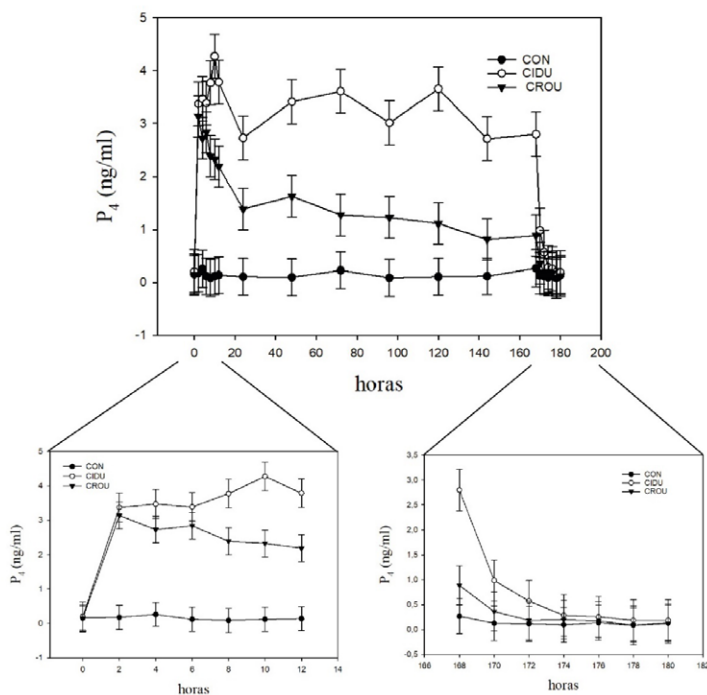 5
4
3
2
1
0
-1
P4 (ng/ml)
CON
CIDU
CROU
0 20 40 60 80 100 120 140 160 180 200
horas
5
4
3
2
1
0
-1
P4 (ng/ml)
CON
CIDU
CROU
0 2 4 6 8 10 12 14
horas
3,5
3,0
2,5
2,0
1,5
1,0
0,5
0,0
-0,5
P4 (ng/ml)
CON
CIDU
CROU
166 168 170 172 174 176 178 180 182
horas